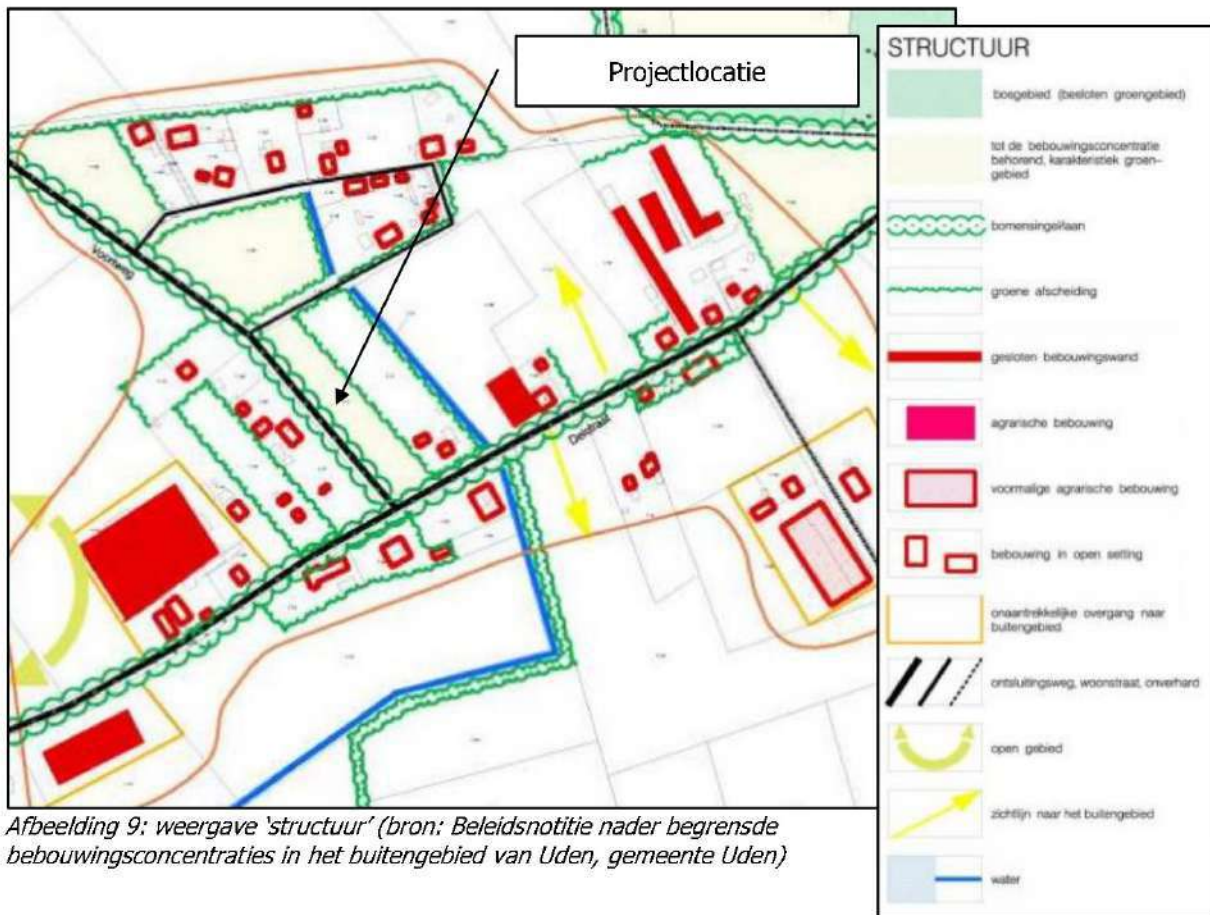 Projectlocatie
Voorweg
STRUCTUUR
bosgebied (besloten groengebied)
tot de bebouwingsconcentratie
behorend, karakteristiek groen-
gebied
bomensingel/laan
groene afscheiding
gesloten bebouwingswand
agrarische bebouwing
voormalige agrarische bebouwing
bebouwing in open setting
onaantrekkelijke overgang naar
buitengebied
ontsluitingsweg, woonstraat, onverhard
open gebied
zichtlijn naar het buitengebied
water
Afbeelding 9: weergave ‘structuur’ (bron: Beleidsnotitie nader begrensde
bebouwingsconcentraties in het buitengebied van Uden, gemeente Uden)